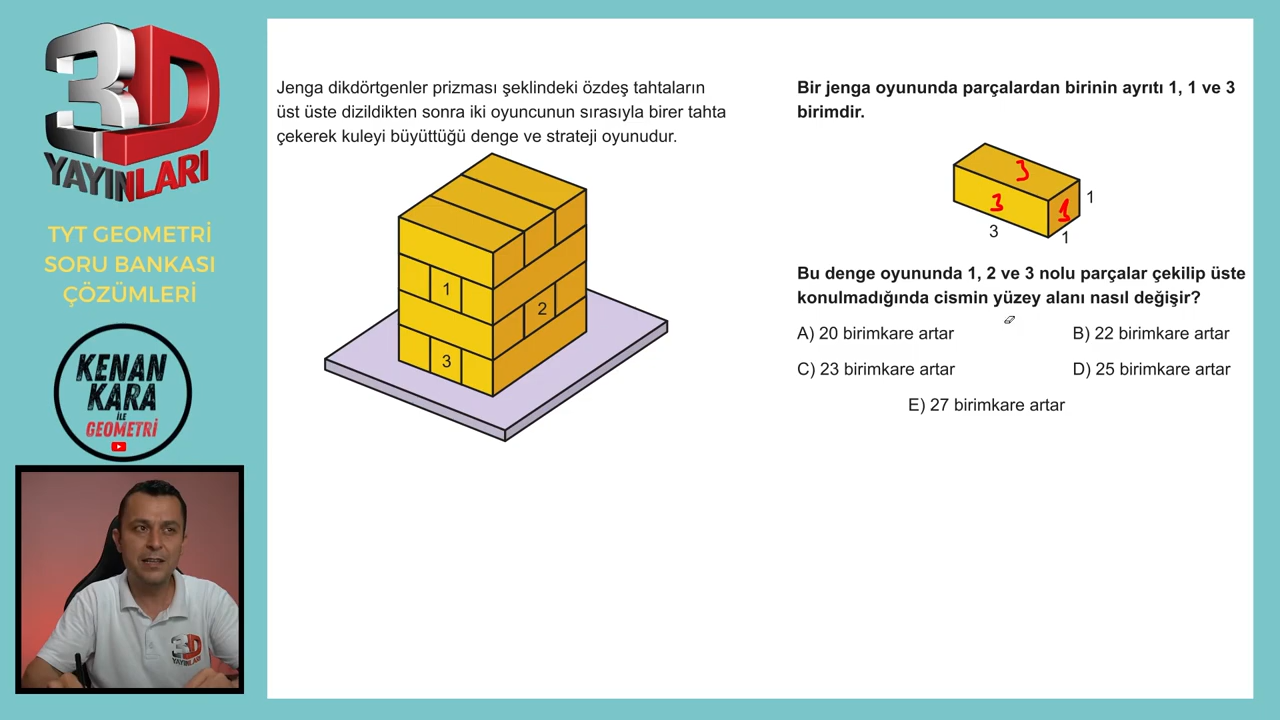 3D
YAYINLARI
TYT GEOMETRİ
SORU BANKASI
ÇÖZÜMLERİ
KENAN
KARA
İLE
GEOMETRİ
3D
YAYINLARI
Jenga dikdörtgenler prizması şeklindeki özdeş tahtaların
üst üste dizildikten sonra iki oyuncunun sırasıyla birer tahta
çekerek kuleyi büyüttüğü denge ve strateji oyunudur.
1
2
3
Bir jenga oyununda parçalardan birinin ayrıtı 1, 1 ve 3
birimdir.
3
3
1
3
1
Bu denge oyununda 1, 2 ve 3 nolu parçalar çekilip üste
konulmadığında cismin yüzey alanı nasıl değişir?
A) 20 birimkare artar
B) 22 birimkare artar
C) 23 birimkare artar
D) 25 birimkare artar
E) 27 birimkare artar